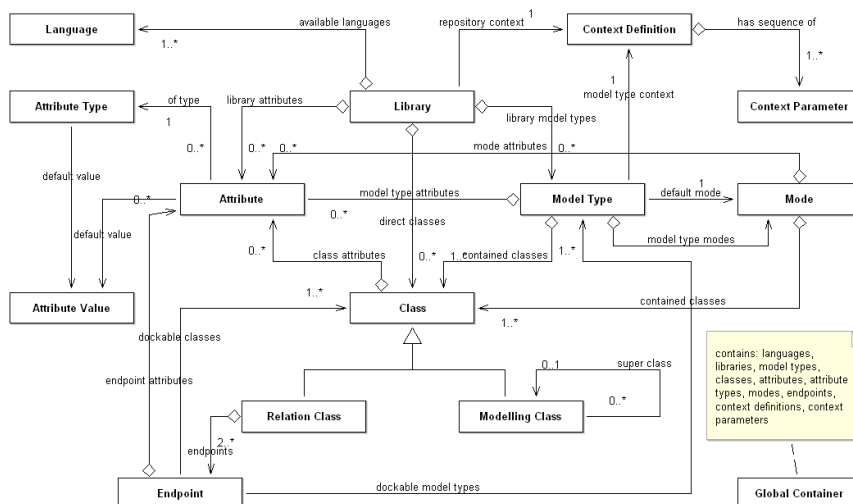 available languages
repository context
1
has sequence of
Language
Context Definition
1..*
1..*
1
model type context
Attribute Type
of type
library attributes
Library
library model types
Context Parameter
1
0..*
0..*
0..*
mode attributes
0..*
default value
0..*
Attribute
model type attributes
Model Type
1
default mode
Mode
0..*
direct classes
default value
model type modes
0..*
class attributes
0..*
1..*
contained classes
1..*
Attribute Value
1..*
Class
contained classes
1..*
dockable classes
endpoint attributes
0..1
super class
0..*
Relation Class
Modelling Class
2..*
endpoints
Endpoint
dockable model types
contains: languages,
libraries, model types,
classes, attributes, attribute
types, modes, endpoints,
context definitions, context
parameters
Global Container